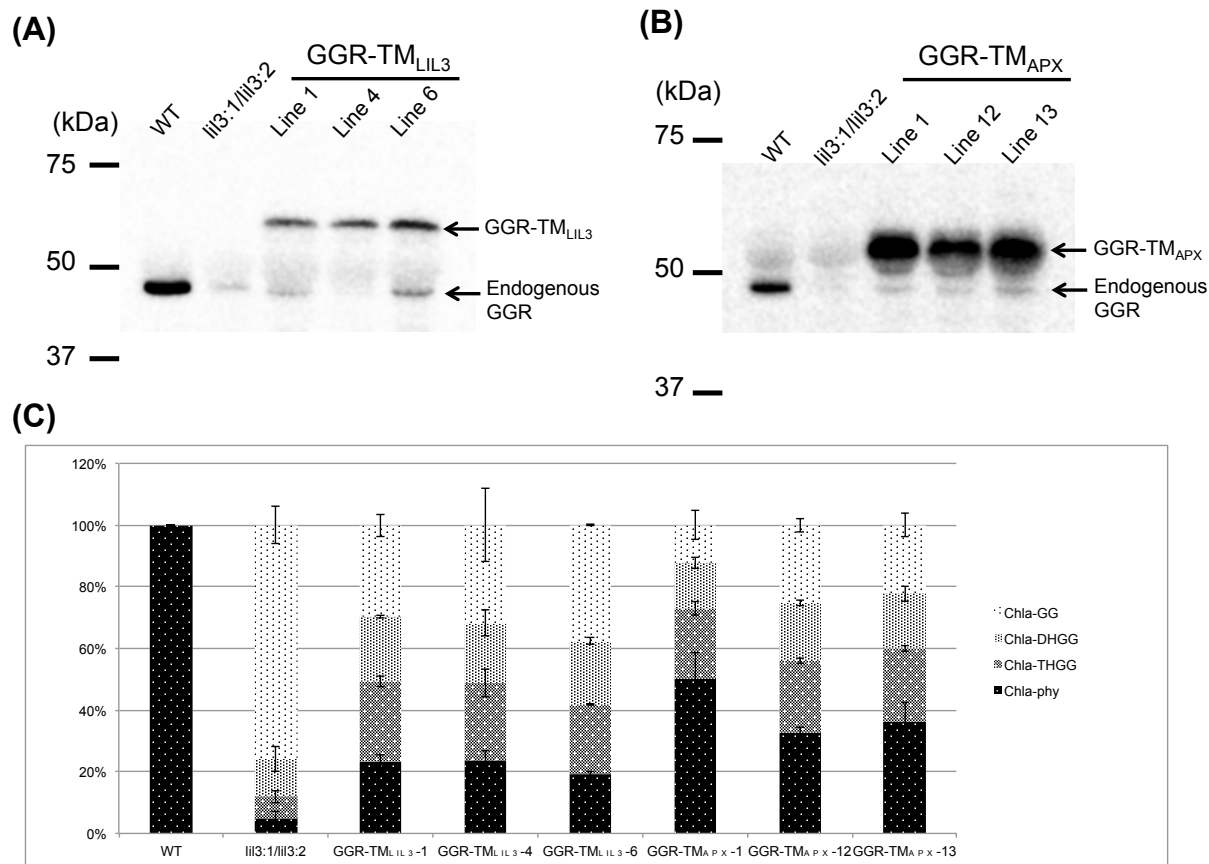 (A)
GGR-TMLIL3
(kDa)
WT
lil3:1/lil3:2
Line 1
Line 4
Line 6
75
50
37
GGR-TMLIL3
Endogenous
GGR
(B)
GGR-TMAPX
(kDa)
WT
lil3:1/lil3:2
Line 1
Line 12
Line 13
75
50
37
GGR-TMAPX
Endogenous
GGR
(C)
120%
100%
80%
60%
40%
20%
0%
WT
lil3:1/lil3:2
GGR-TMLIL3-1
GGR-TMLIL3-4
GGR-TMLIL3-6
GGR-TMAPX-1
GGR-TMAPX-12
GGR-TMAPX-13
Chla-GG
Chla-DHGG
Chla-THGG
Chla-phy